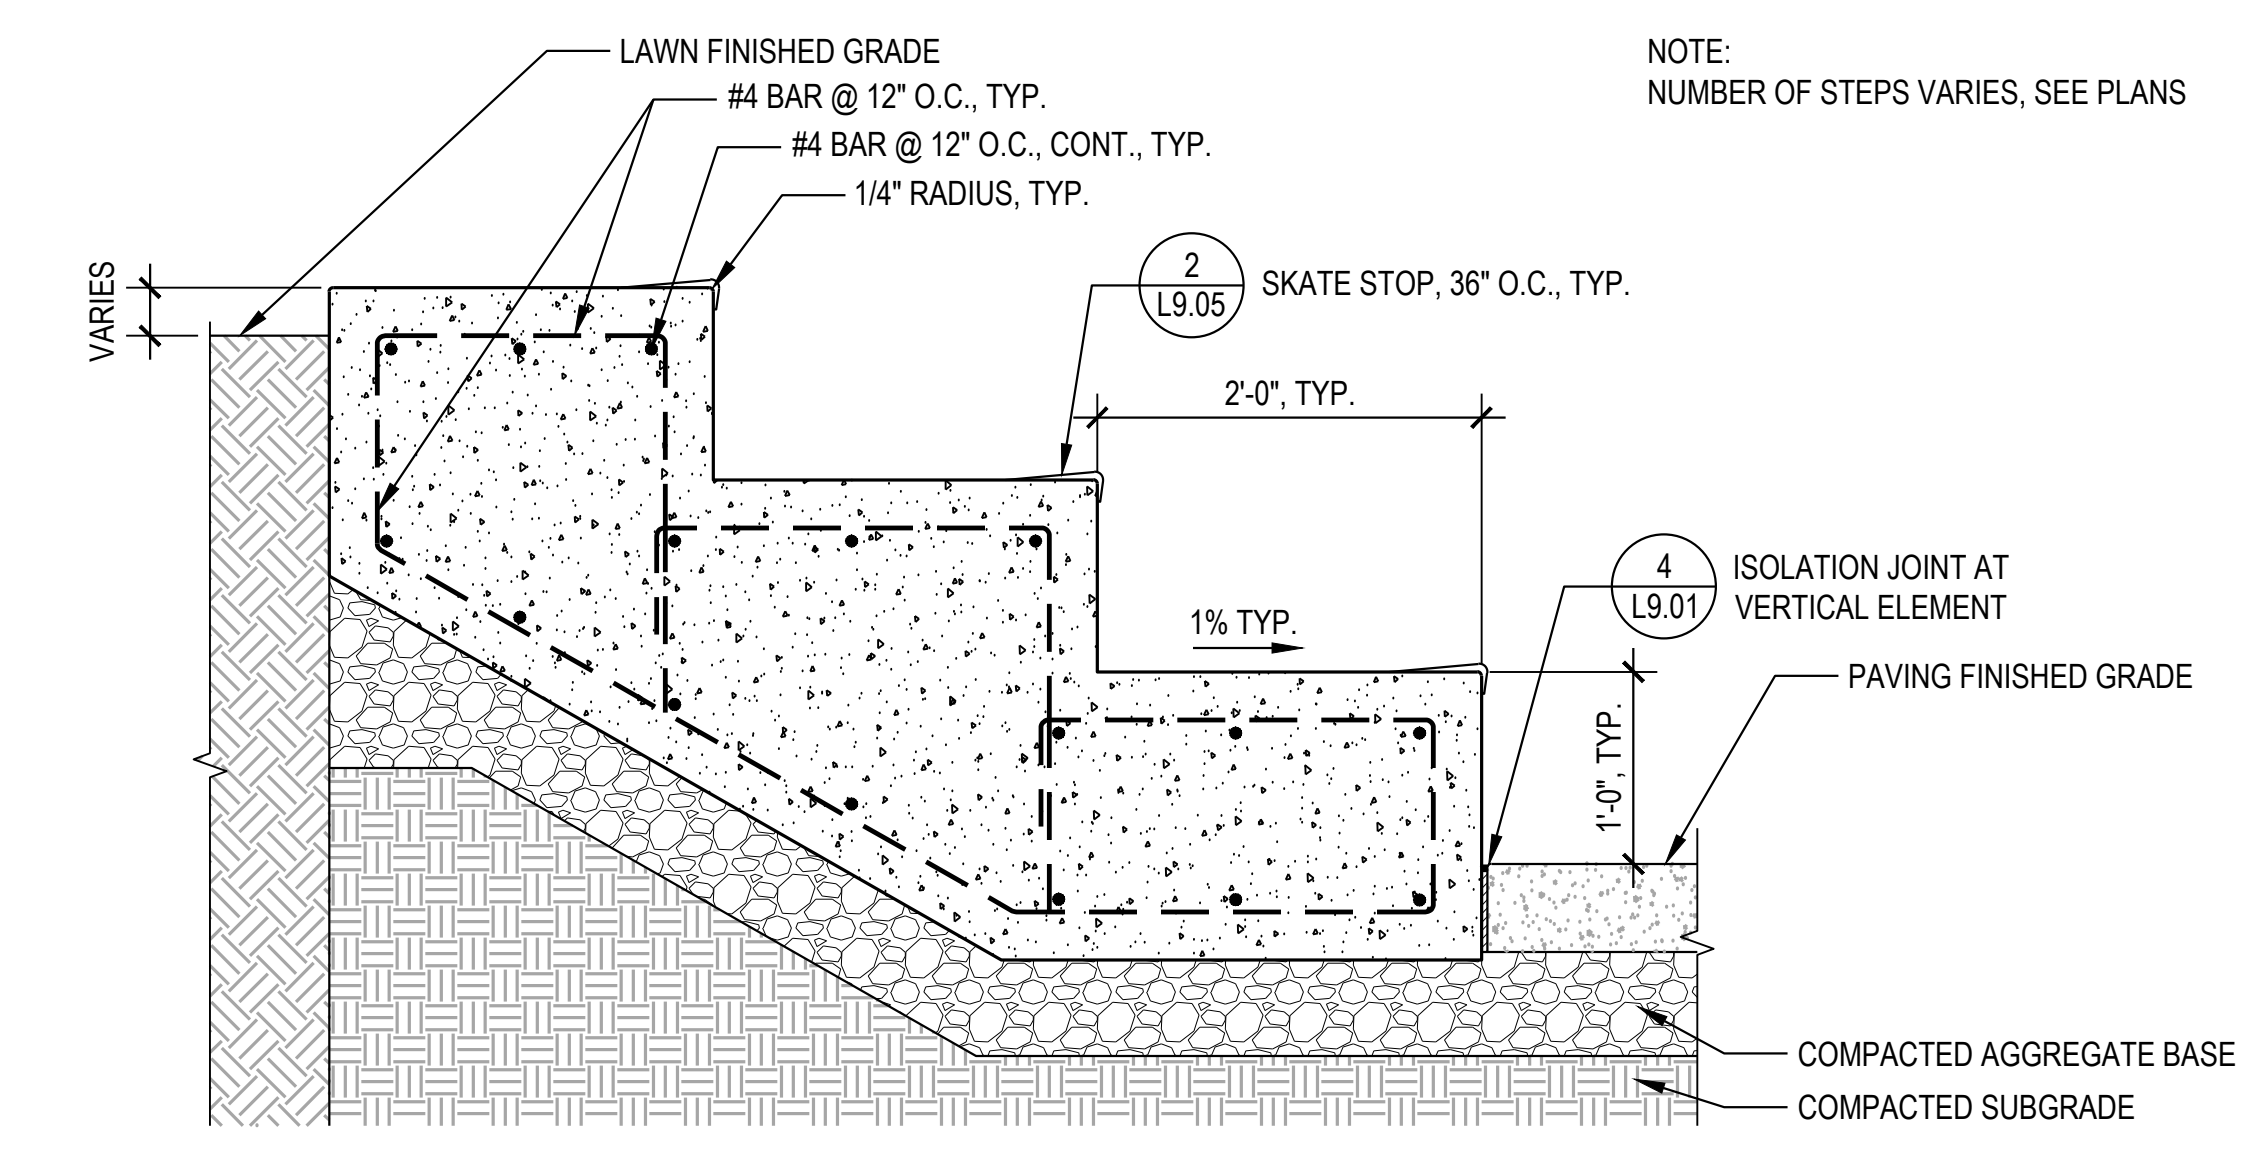 LAWN FINISHED GRADE
#4 BAR @ 12" O.C., TYP.
#4 BAR @ 12" O.C., CONT., TYP.
1/4" RADIUS, TYP.
NOTE:
NUMBER OF STEPS VARIES, SEE PLANS
VARIES
2
L9.05
SKATE STOP, 36" O.C., TYP.
2'-0", TYP.
1% TYP.
4
L9.01
ISOLATION JOINT AT
VERTICAL ELEMENT
PAVING FINISHED GRADE
1'-0", TYP.
COMPACTED AGGREGATE BASE
COMPACTED SUBGRADE